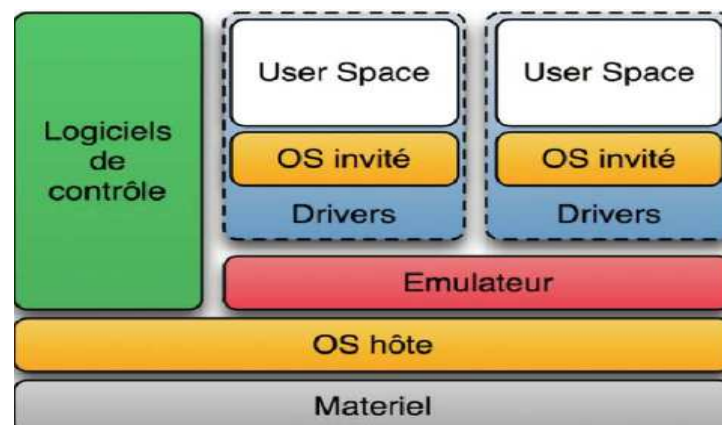 Logiciels
de
contrôle
User Space
OS invité
Drivers
User Space
OS invité
Drivers
Emulateur
OS hôte
Materiel